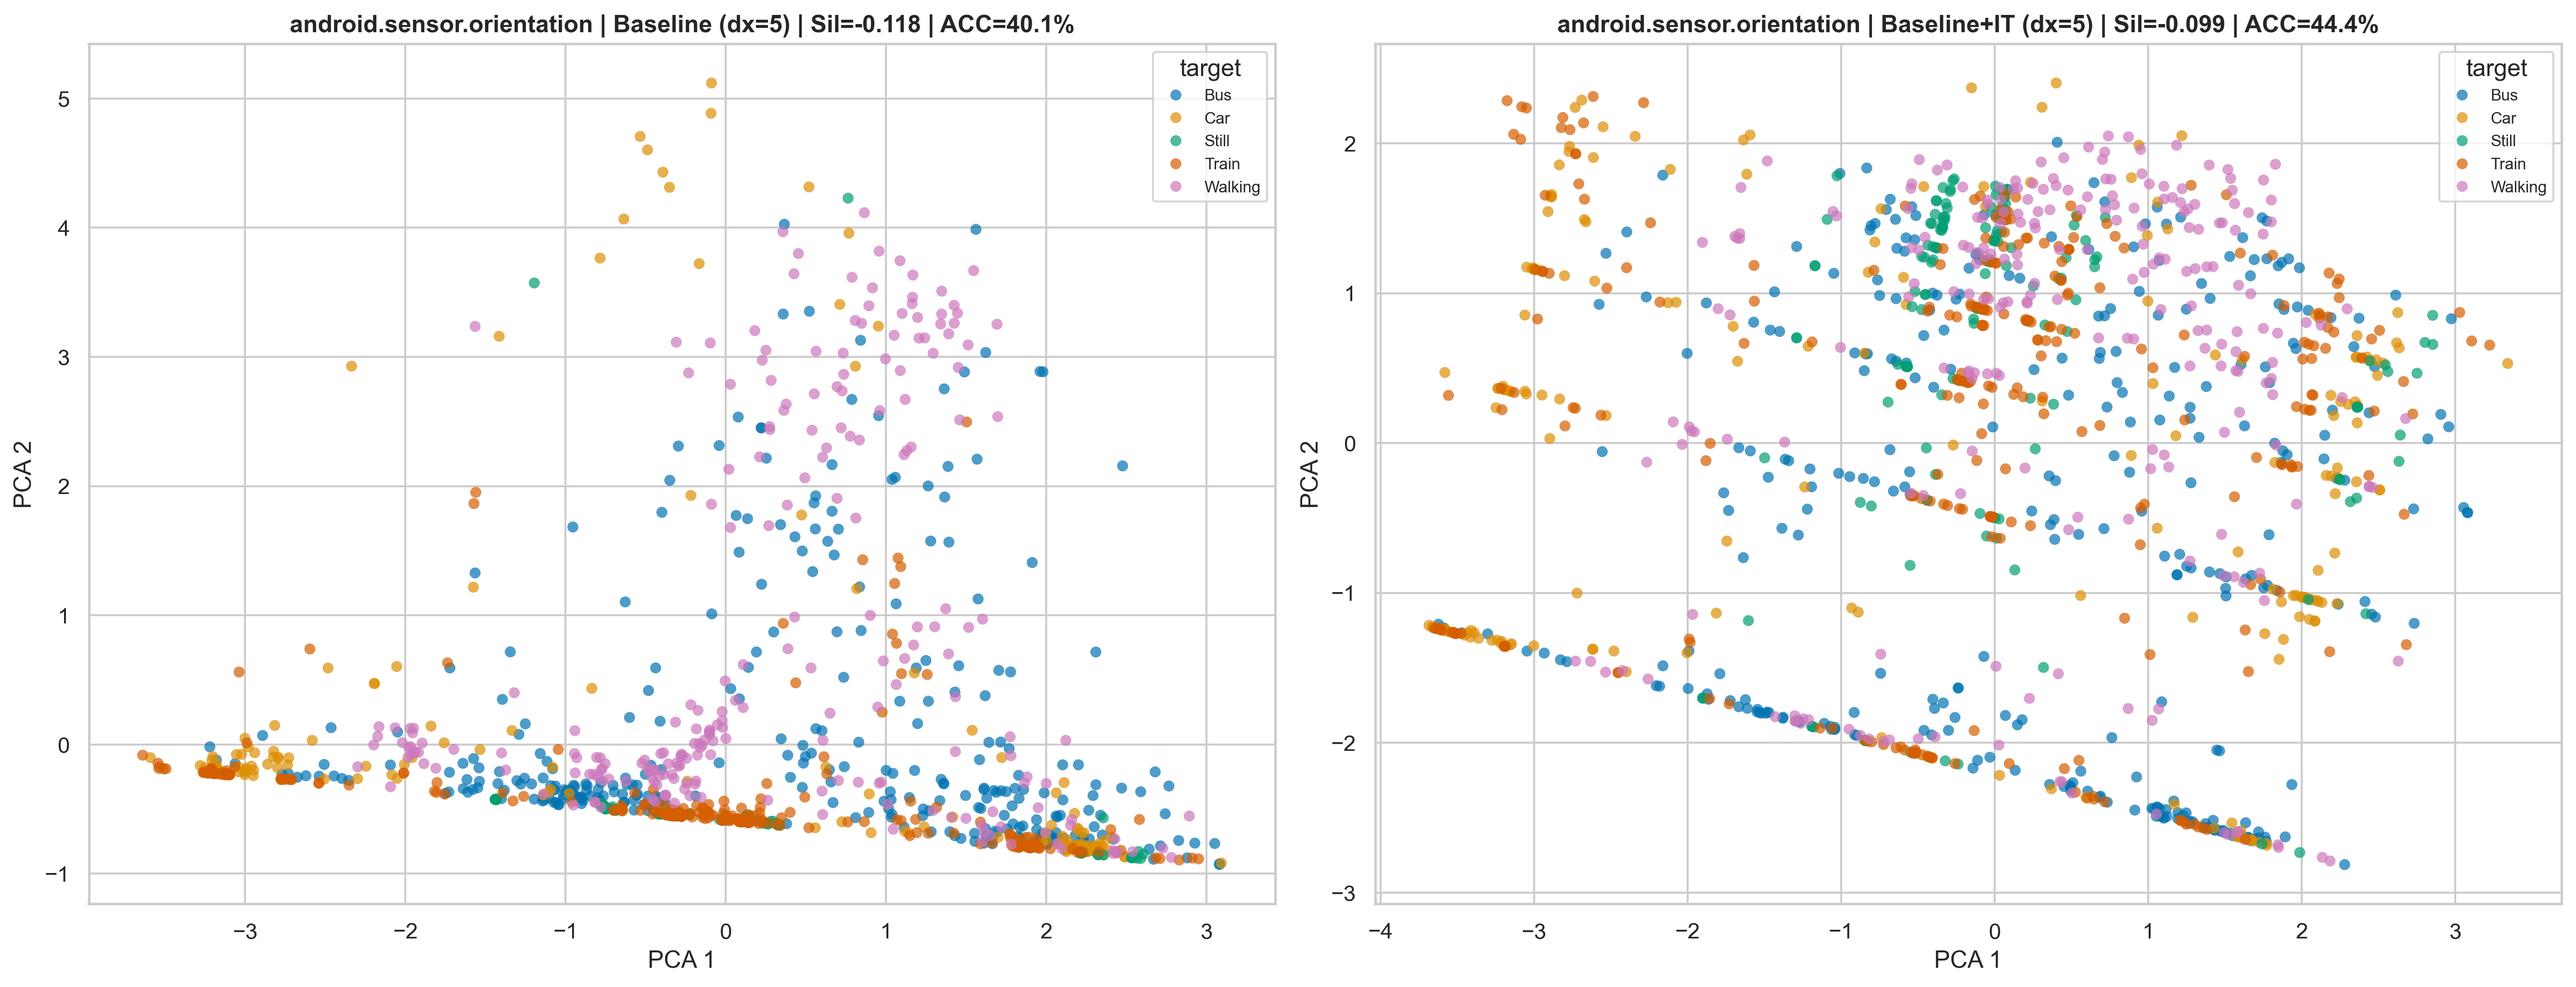 android.sensor.orientation | Baseline (dx=5) | Sil=-0.118 | ACC=40.1%
target
Bus
Car
Still
Train
Walking
5
4
3
2
1
0
−1
PCA 2
−3
−2
−1
0
1
2
3
PCA 1
android.sensor.orientation | Baseline+IT (dx=5) | Sil=-0.099 | ACC=44.4%
target
Bus
Car
Still
Train
Walking
2
1
0
−1
−2
−3
PCA 2
−4
−3
−2
−1
0
1
2
3
PCA 1